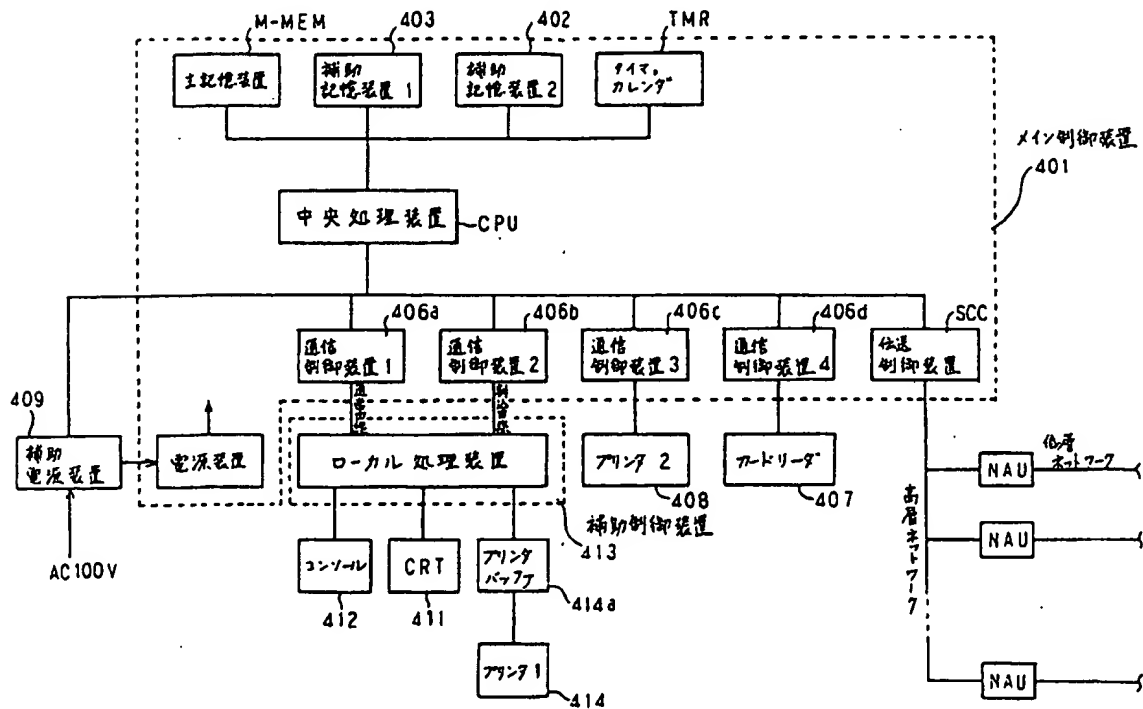 M-MEM
403
402
TMR
主記憶装置
補助
記憶装置 1
補助
記憶装置 2
タイマ。
カレンダ
メイン制御装置
401
中央処理装置
CPU
406a
406b
406c
406d
SCC
通信
制御装置 1
通信
制御装置 2
通信
制御装置 3
通信
制御装置 4
伝送
制御装置
409
補助
電源装置
電源装置
ローカル処理装置
プリンタ 2
カードリーダ
NAU
低層
ネットワーク
408
407
補助制御装置
413
高層ネットワーク
NAU
AC100V
コンソール
CRT
プリンタ
バッファ
412
411
414a
プリンタ 1
NAU
414